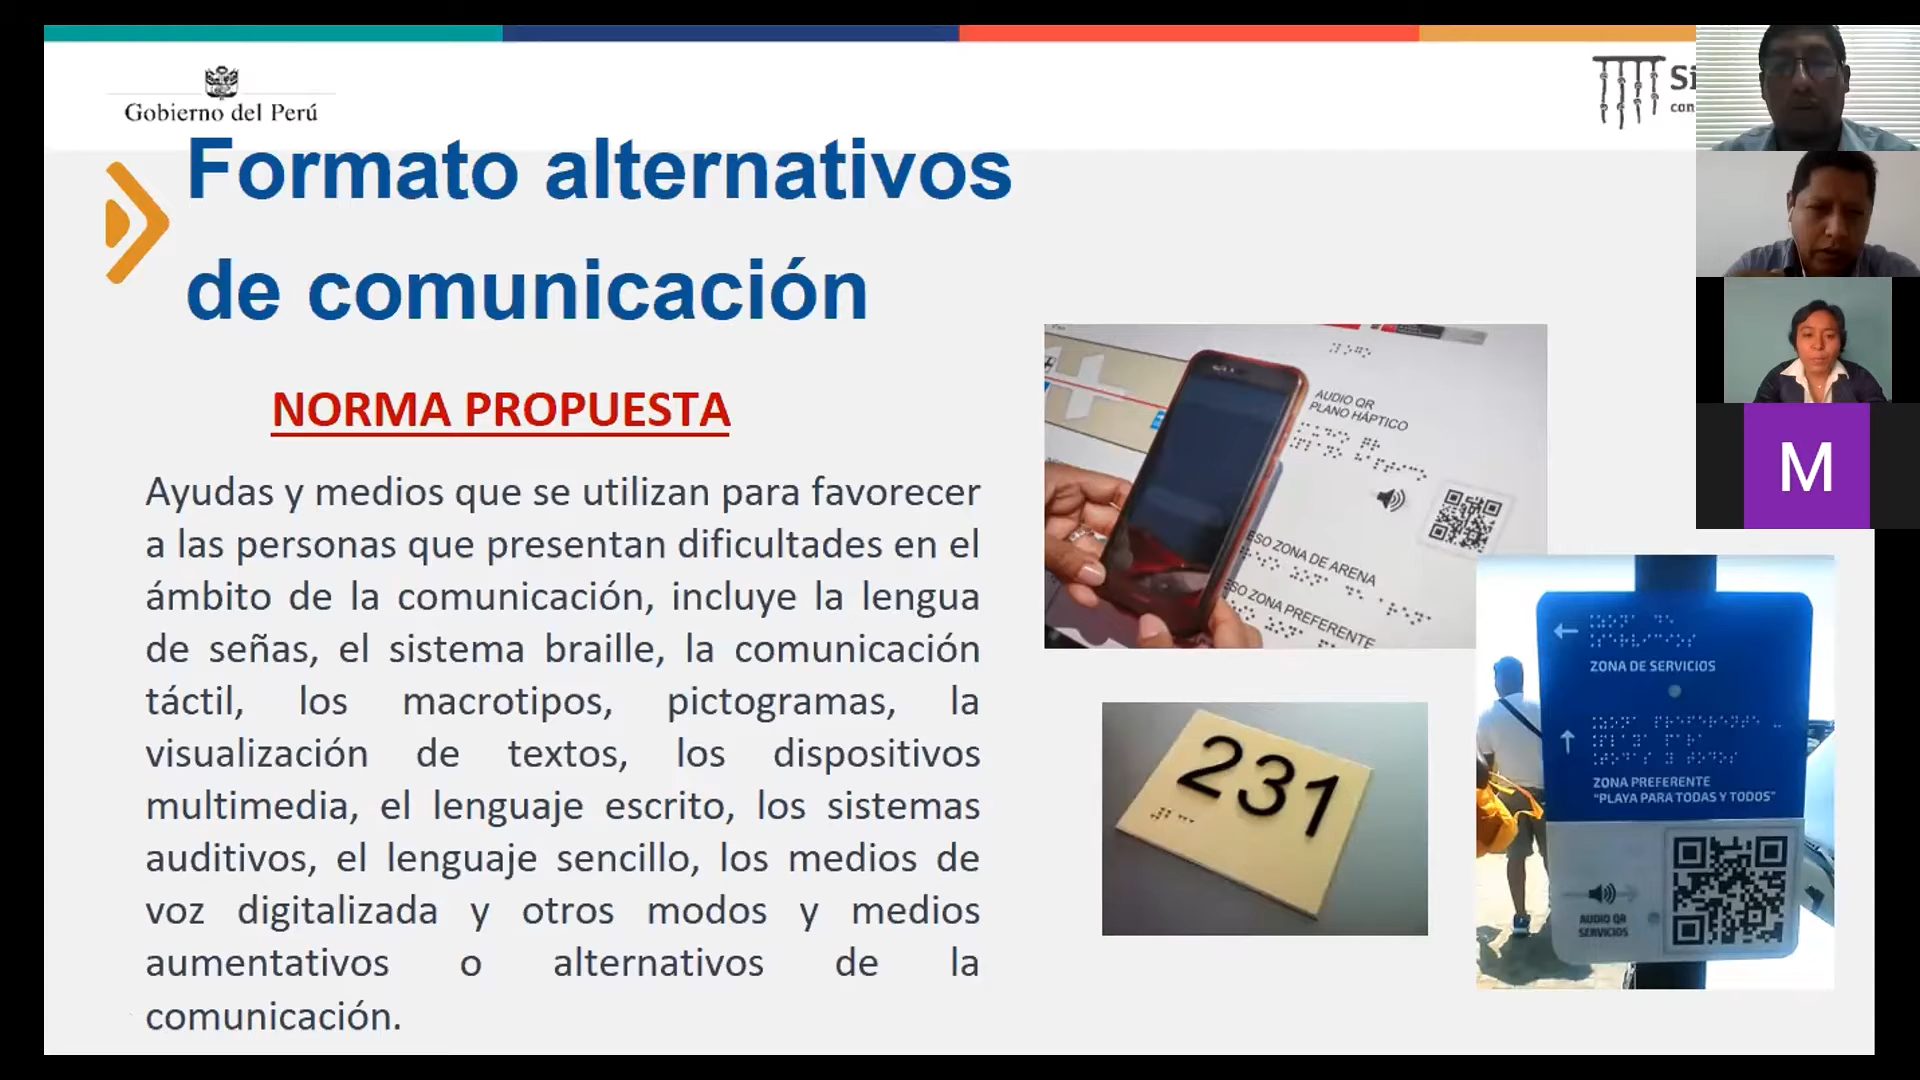 Gobierno del Perú
Si
con
Formato alternativos
de comunicación
NORMA PROPUESTA
Ayudas y medios que se utilizan para favorecer
a las personas que presentan dificultades en el
ámbito de la comunicación, incluye la lengua
de señas, el sistema braille, la comunicación
táctil, los macrotipos, pictogramas, la
visualización de textos, los dispositivos
multimedia, el lenguaje escrito, los sistemas
auditivos, el lenguaje sencillo, los medios de
voz digitalizada y otros modos y medios
aumentativos o alternativos de la
comunicación.
AUDIO QR
PLANO HÁPTICO
ESO ZONA DE ARENA
ESO ZONA PREFERENTE
231
ZONA DE SERVICIOS
ZONA PREFERENTE
"PLAYA PARA TODAS Y TODOS"
AUDIO QR
SERVICIOS
M